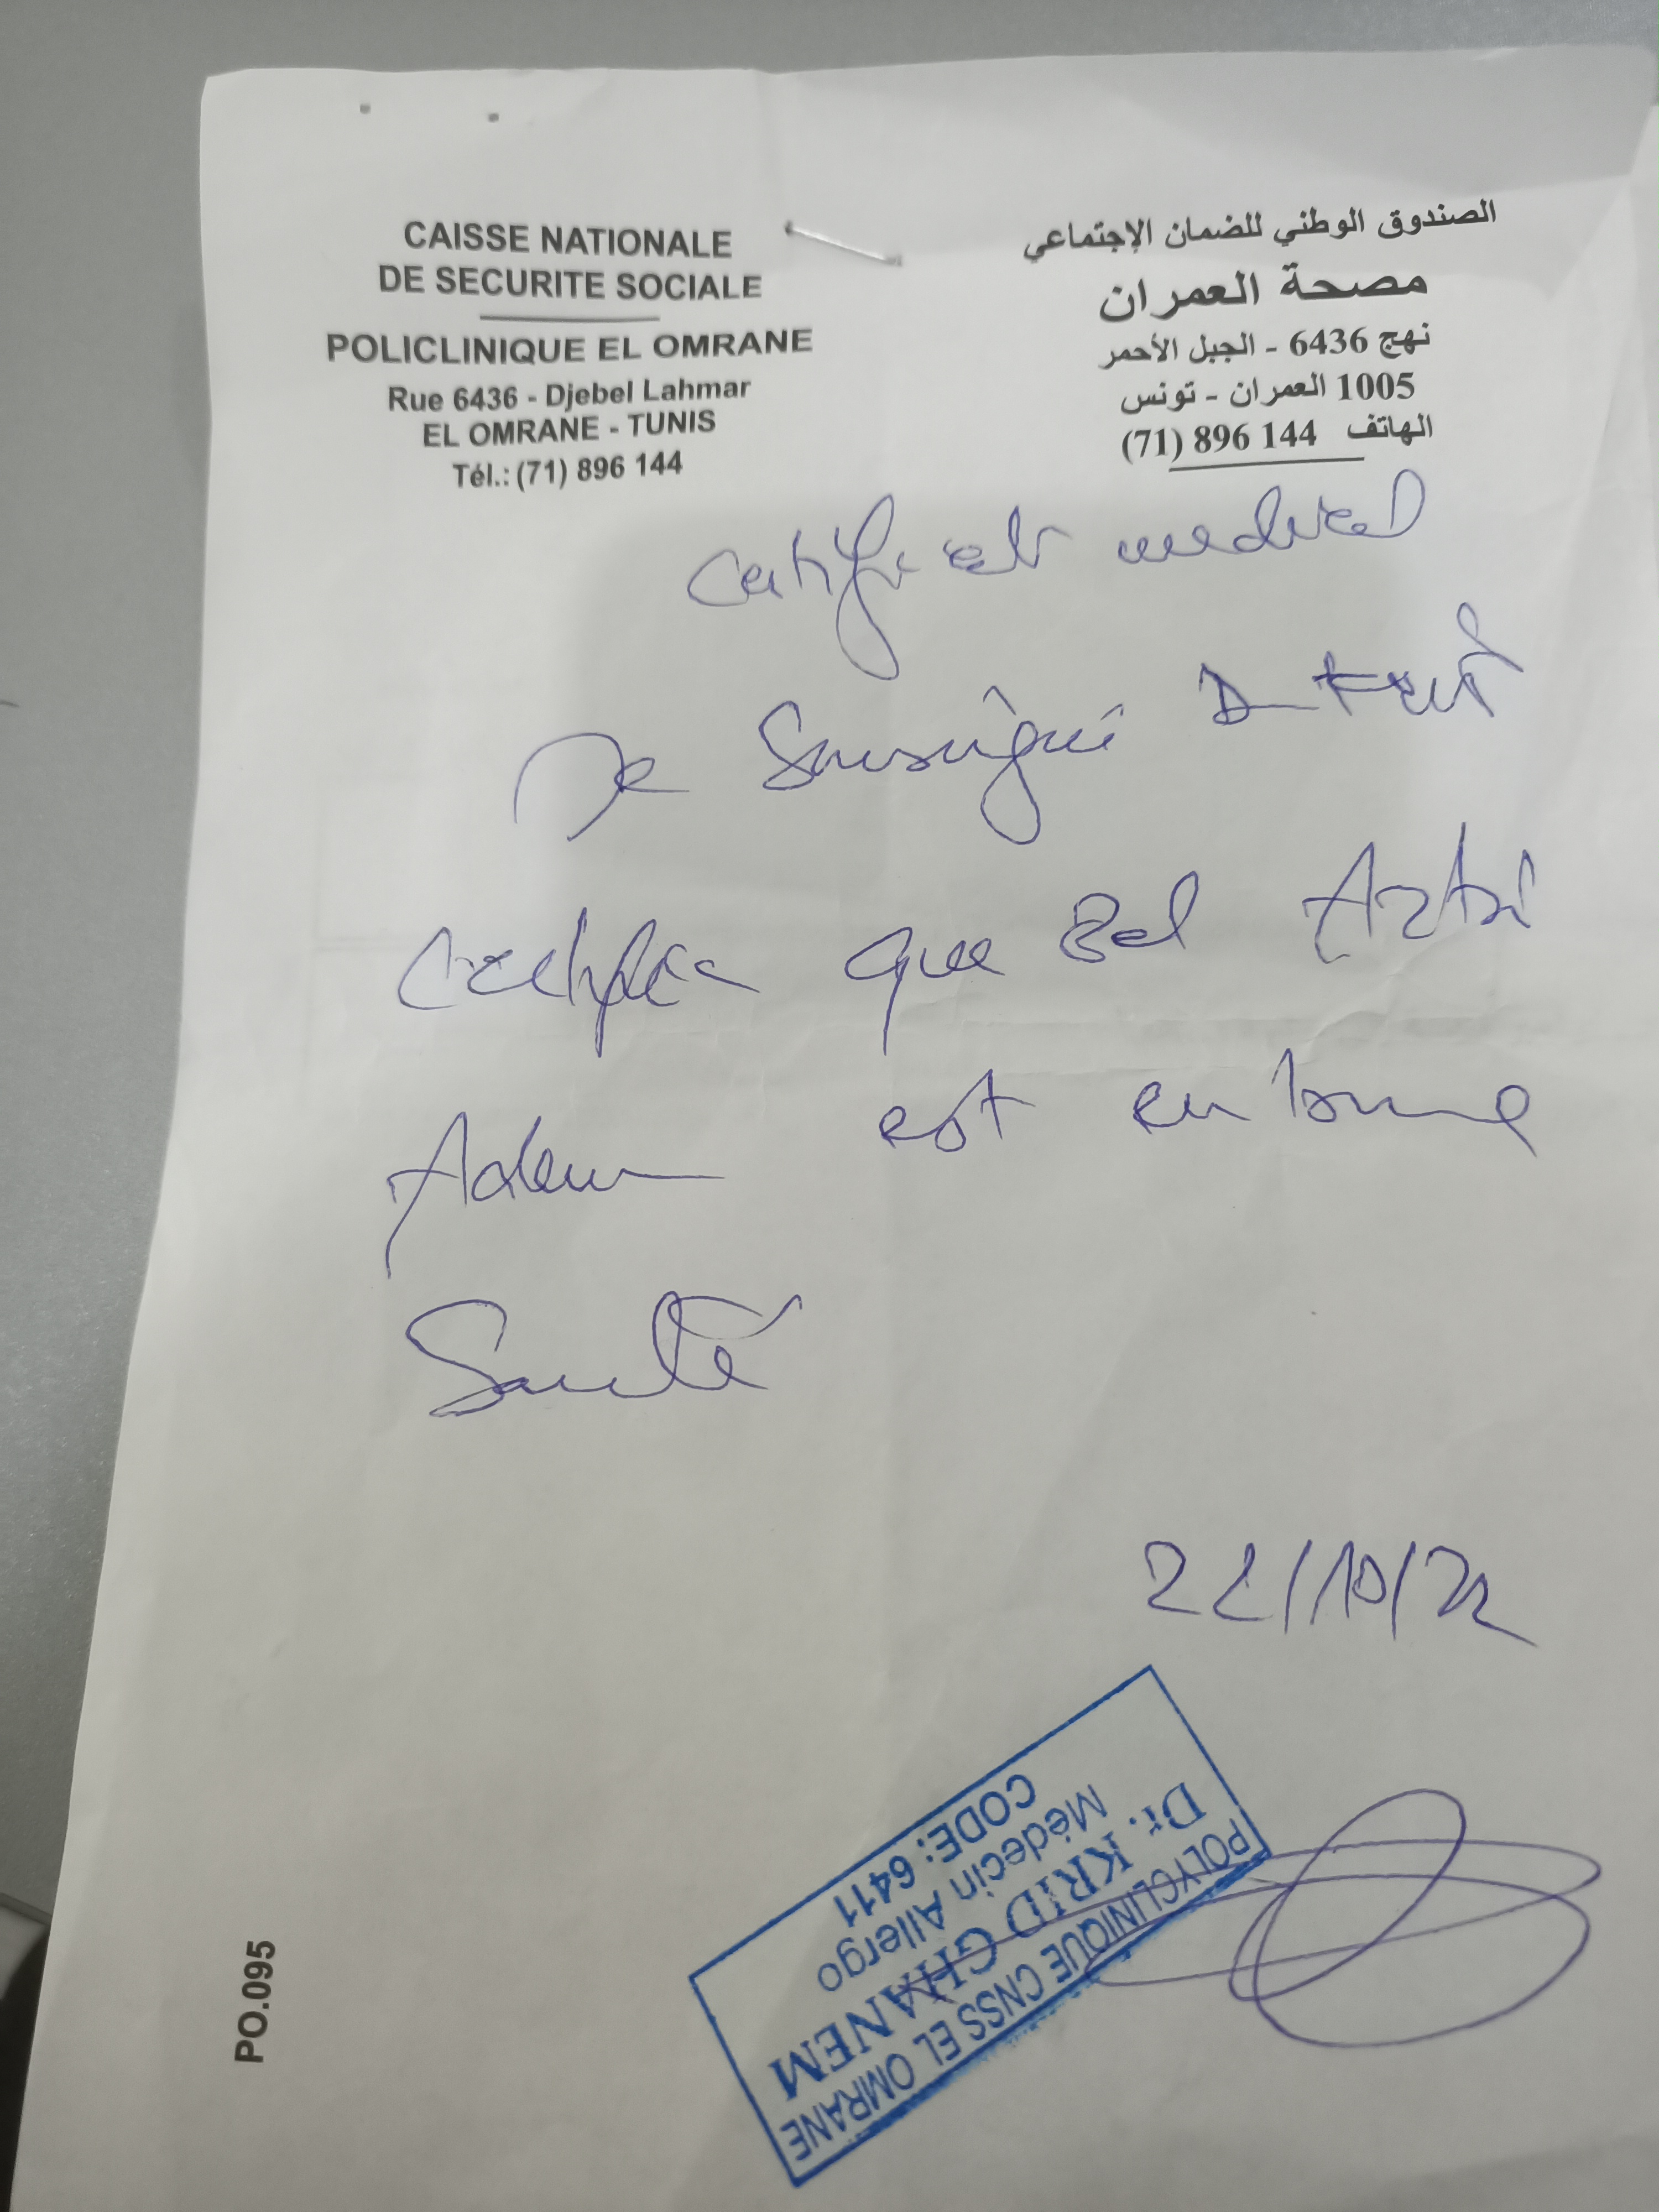 CAISSE NATIONALE
DE SECURITE SOCIALE
POLICLINIQUE EL OMRANE
Rue 6436 - Djebel Lahmar
EL OMRANE - TUNIS
Tél.: (71) 896 144
الصندوق الوطني للضمان الإجتماعي
مصحة العمران
نهج 6436 - الجبل الأحمر
1005 العمران - تونس
الهاتف 144 896 (71)
Certificat medical
Je Soussigné
certifie que Bel
Adem est en bonne
Santé
22/10/22
POLYCLINIQUE CNSS EL OMRANE
Dr. KRID GHANEM
Médecin Allergo
CODE: 6411
PO.095